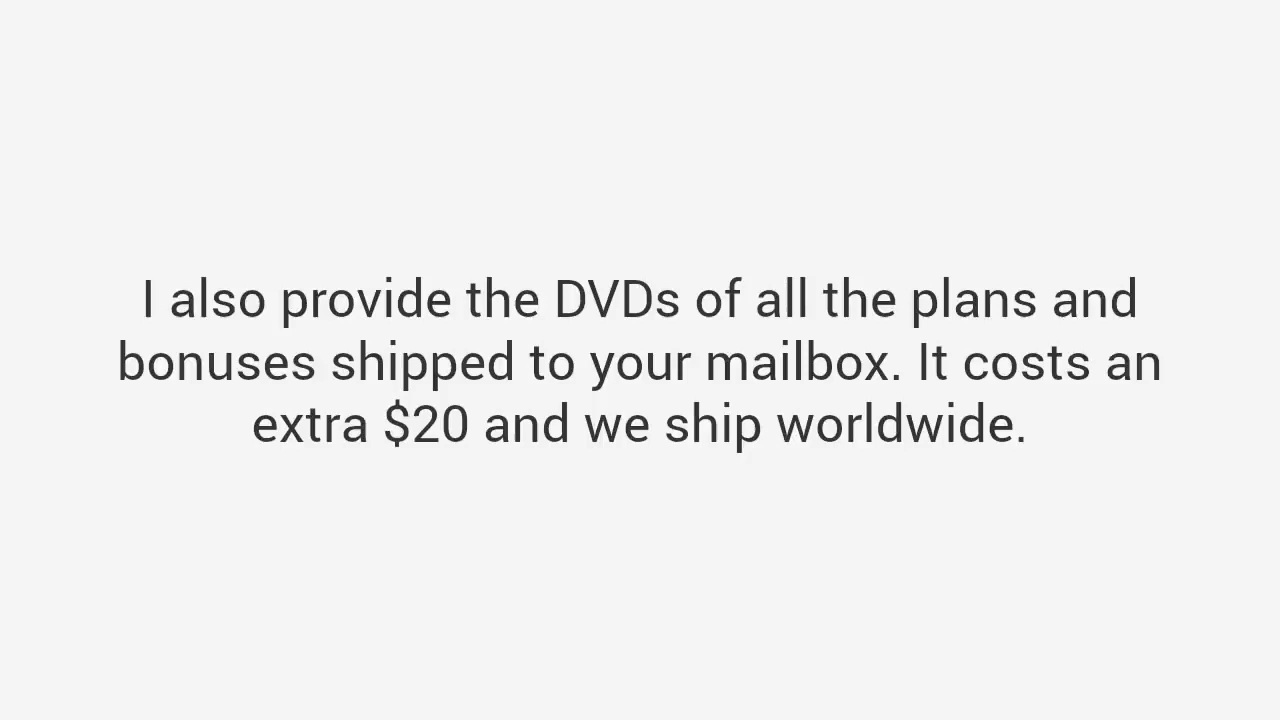 I also provide the DVDs of all the plans and
bonuses shipped to your mailbox. It costs an
extra $20 and we ship worldwide.